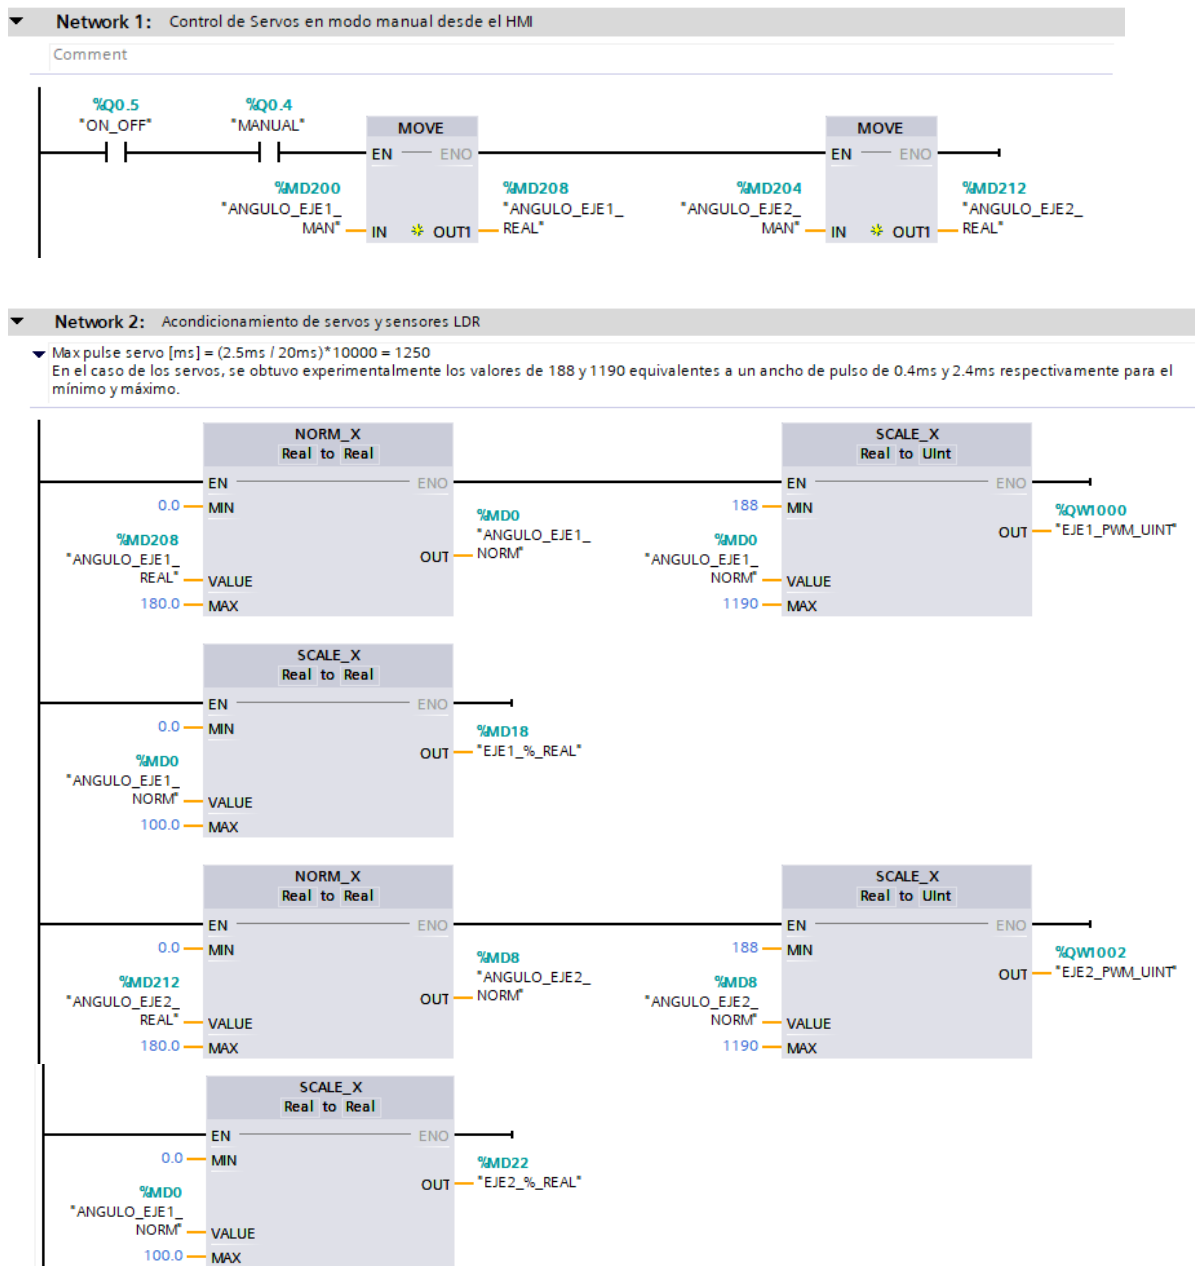 Network 1: Control de Servos en modo manual desde el HMI
Comment
%Q0.5
"ON_OFF"
%Q0.4
"MANUAL"
MOVE
EN
ENO
%MD200
"ANGULO_EJE1_
MAN"
IN
OUT1
%MD208
"ANGULO_EJE1_
REAL"
MOVE
EN
ENO
%MD204
"ANGULO_EJE2_
MAN"
IN
OUT1
%MD212
"ANGULO_EJE2_
REAL"
Network 2: Acondicionamiento de servos y sensores LDR
Max pulse servo [ms] = (2.5ms / 20ms)*10000 = 1250
En el caso de los servos, se obtuvo experimentalmente los valores de 188 y 1190 equivalentes a un ancho de pulso de 0.4ms y 2.4ms respectivamente para el
mínimo y máximo.
NORM_X
Real to Real
EN
ENO
0.0
MIN
%MD208
"ANGULO_EJE1_
REAL"
VALUE
180.0
MAX
OUT
%MD0
"ANGULO_EJE1_
NORM"
SCALE_X
Real to UInt
EN
ENO
188
MIN
%MD0
"ANGULO_EJE1_
NORM"
VALUE
1190
MAX
OUT
%QW1000
"EJE1_PWM_UINT"
SCALE_X
Real to Real
EN
ENO
0.0
MIN
%MD0
"ANGULO_EJE1_
NORM"
VALUE
100.0
MAX
OUT
%MD18
"EJE1_%_REAL"
NORM_X
Real to Real
EN
ENO
0.0
MIN
%MD212
"ANGULO_EJE2_
REAL"
VALUE
180.0
MAX
OUT
%MD8
"ANGULO_EJE2_
NORM"
SCALE_X
Real to UInt
EN
ENO
188
MIN
%MD8
"ANGULO_EJE2_
NORM"
VALUE
1190
MAX
OUT
%QW1002
"EJE2_PWM_UINT"
SCALE_X
Real to Real
EN
ENO
0.0
MIN
%MD0
"ANGULO_EJE1_
NORM"
VALUE
100.0
MAX
OUT
%MD22
"EJE2_%_REAL"